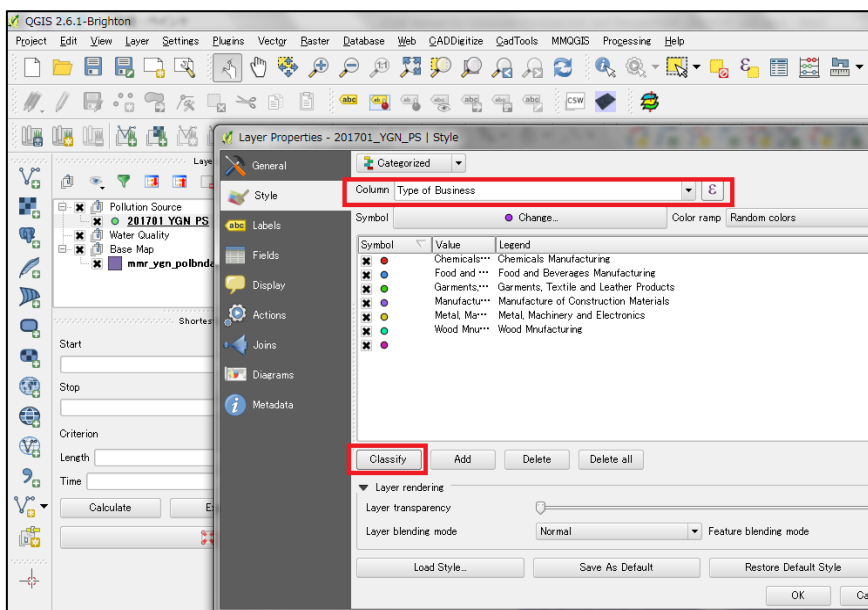 QGIS 2.6.1-Brighton
Project Edit View Layer Settings Plugins Vector Raster Database Web CADDigitize CadTools MMQGIS Processing Help
abc
CSW
Layer Properties - 201701_YGN_PS | Style
Laye
Pollution Source
201701 YGN PS
Water Quality
Base Map
mmr_ygn_polbnda
Shortes
Start
Stop
Criterion
Length
Time
Calculate
E
General
Style
Labels
Fields
Display
Actions
Joins
Diagrams
Metadata
Categorized
Column Type of Business ε
Symbol Change... Color ramp Random colors
Symbol Value Legend
Chemicals··· Chemicals Manufacturing
Food and ··· Food and Beverages Manufacturing
Garments,··· Garments, Textile and Leather Products
Manufactu··· Manufacture of Construction Materials
Metal, Ma··· Metal, Machinery and Electronics
Wood Mnu··· Wood Mnufacturing
Classify Add Delete Delete all
Layer rendering
Layer transparency
Layer blending mode Normal Feature blending mode
Load Style... Save As Default Restore Default Style
OK Ca